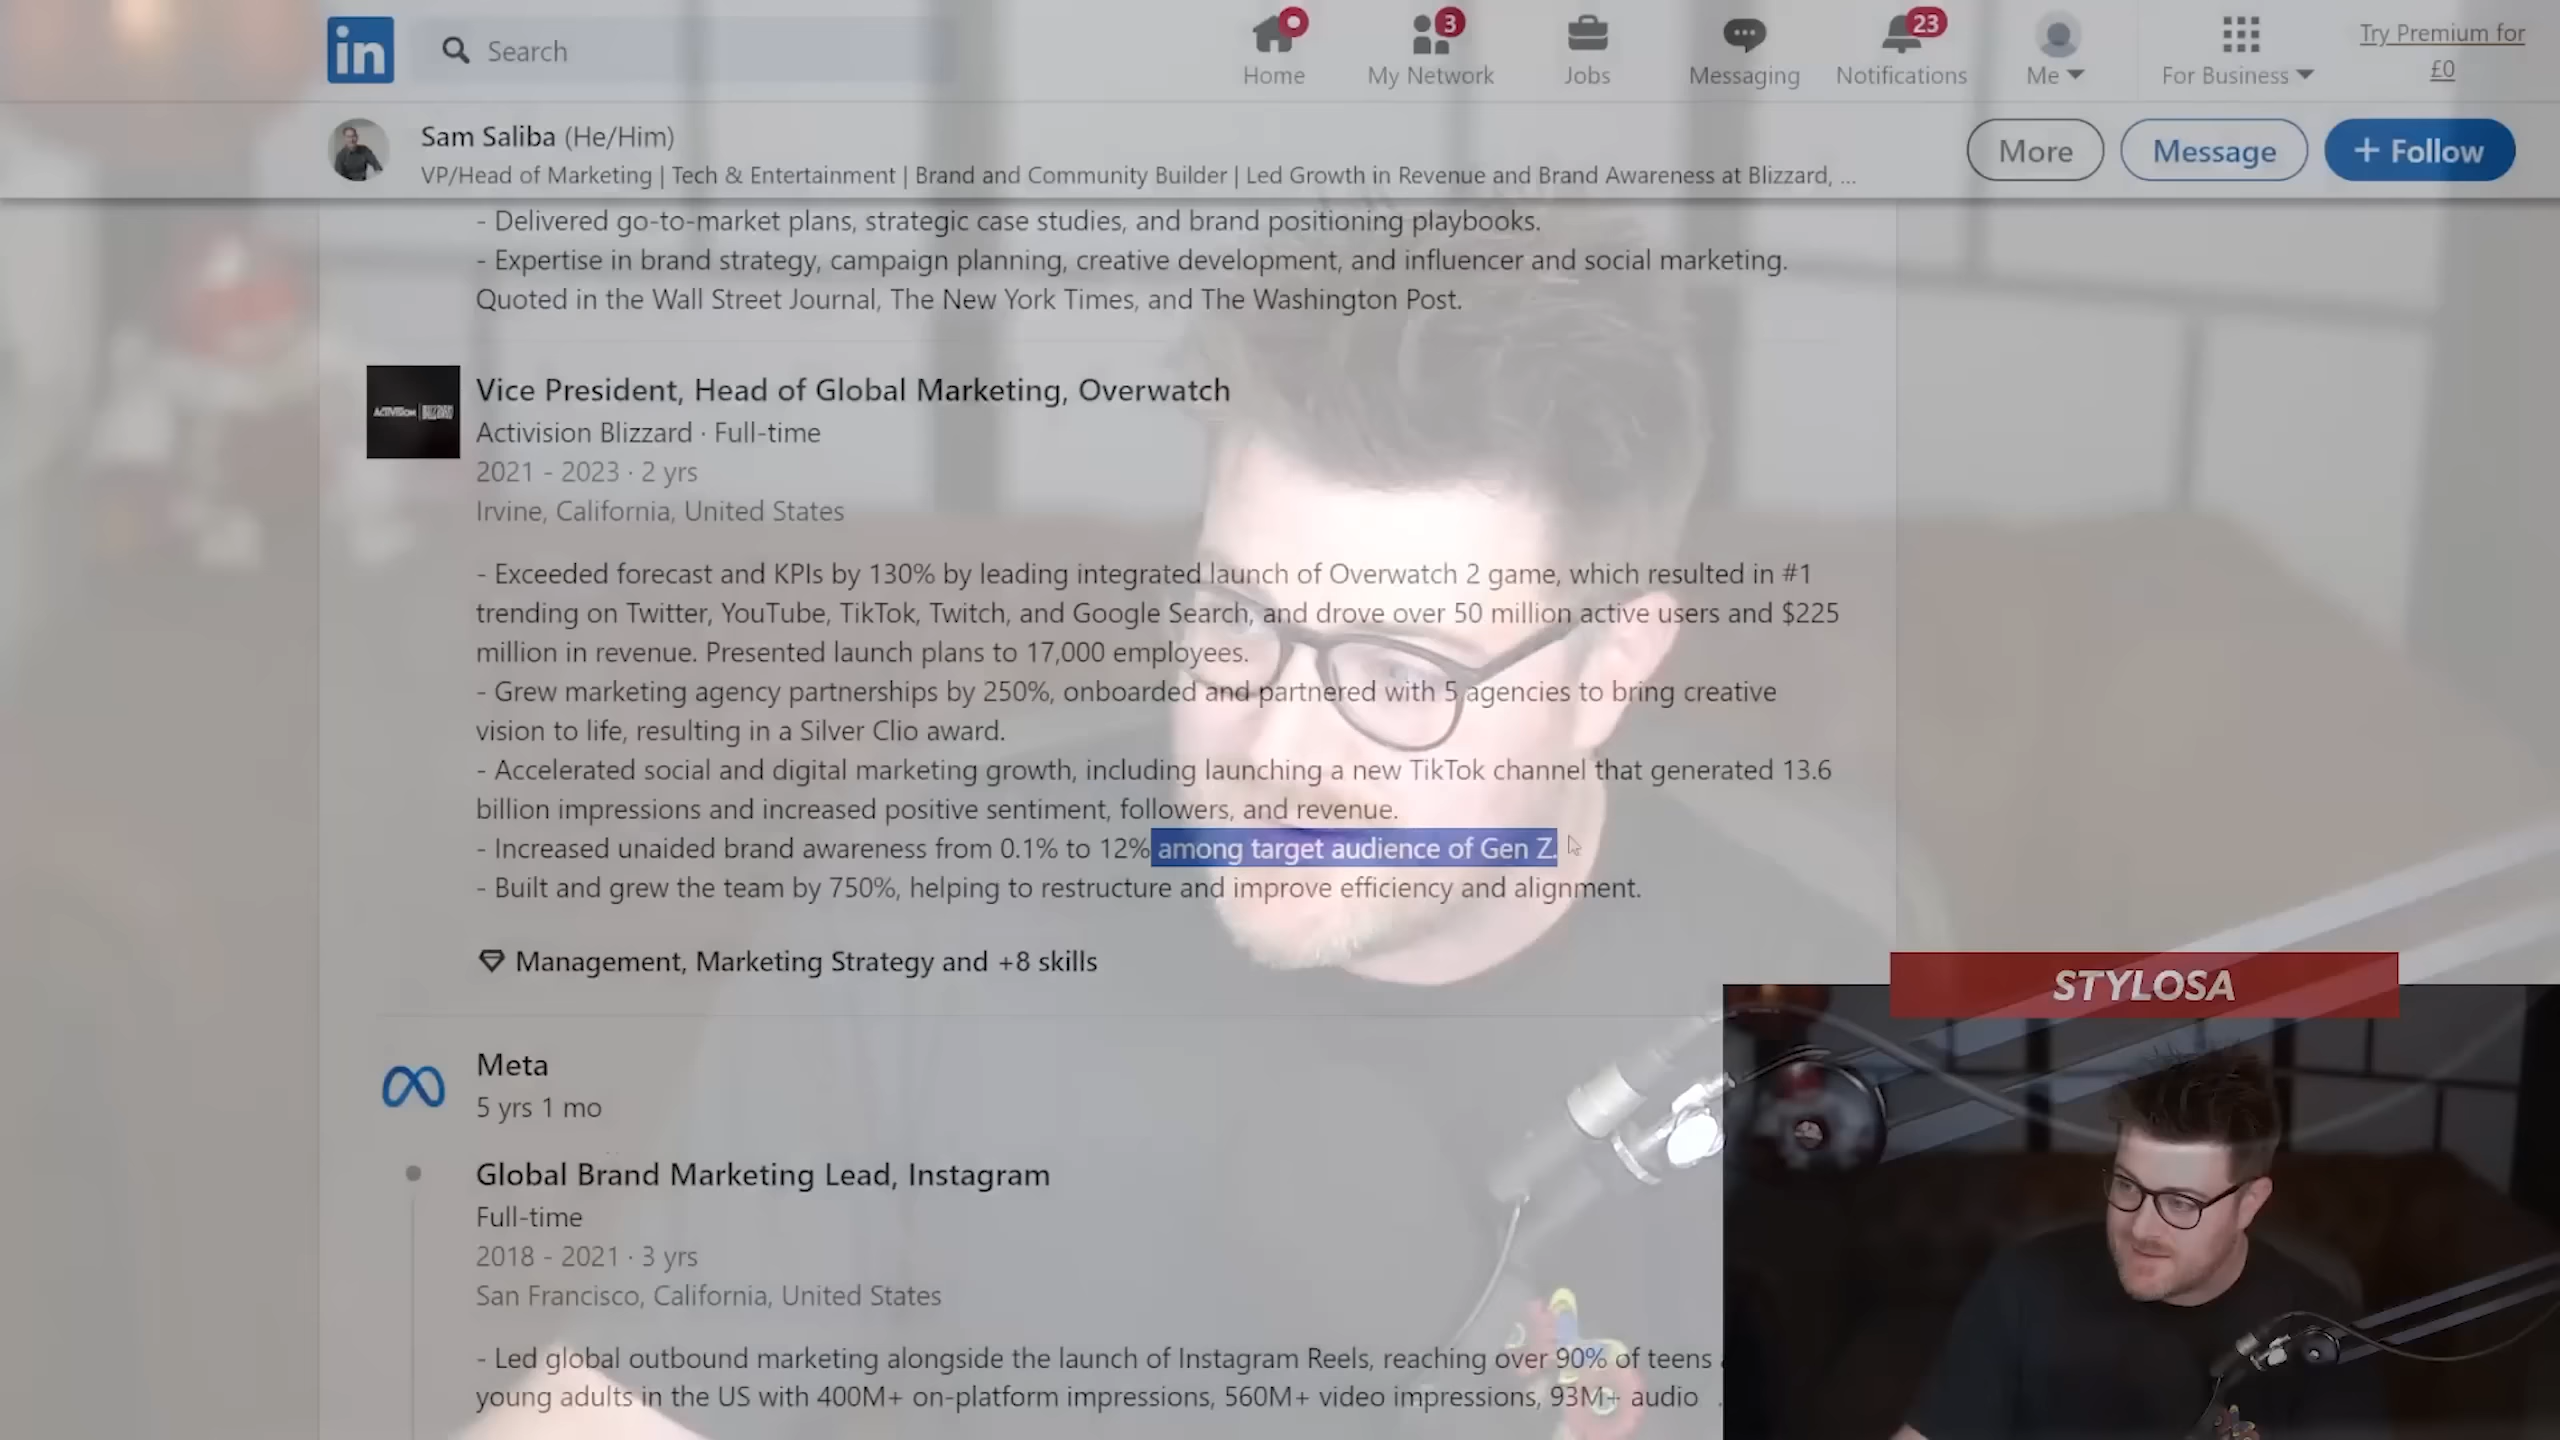 in
Search
Home
3
My Network
Jobs
Messaging
23
Notifications
Me
For Business
Try Premium for
£0
Sam Saliba (He/Him)
VP/Head of Marketing | Tech & Entertainment | Brand and Community Builder | Led Growth in Revenue and Brand Awareness at Blizzard, ...
More
Message
+ Follow
- Delivered go-to-market plans, strategic case studies, and brand positioning playbooks.
- Expertise in brand strategy, campaign planning, creative development, and influencer and social marketing.
Quoted in the Wall Street Journal, The New York Times, and The Washington Post.
ACTIVISION | BLIZZARD
Vice President, Head of Global Marketing, Overwatch
Activision Blizzard · Full-time
2021 - 2023 · 2 yrs
Irvine, California, United States
- Exceeded forecast and KPIs by 130% by leading integrated launch of Overwatch 2 game, which resulted in #1
trending on Twitter, YouTube, TikTok, Twitch, and Google Search, and drove over 50 million active users and $225
million in revenue. Presented launch plans to 17,000 employees.
- Grew marketing agency partnerships by 250%, onboarded and partnered with 5 agencies to bring creative
vision to life, resulting in a Silver Clio award.
- Accelerated social and digital marketing growth, including launching a new TikTok channel that generated 13.6
billion impressions and increased positive sentiment, followers, and revenue.
- Increased unaided brand awareness from 0.1% to 12% among target audience of Gen Z.
- Built and grew the team by 750%, helping to restructure and improve efficiency and alignment.
Management, Marketing Strategy and +8 skills
STYLOSA
Meta
5 yrs 1 mo
Global Brand Marketing Lead, Instagram
Full-time
2018 - 2021 · 3 yrs
San Francisco, California, United States
- Led global outbound marketing alongside the launch of Instagram Reels, reaching over 90% of teens
young adults in the US with 400M+ on-platform impressions, 560M+ video impressions, 93M+ audio